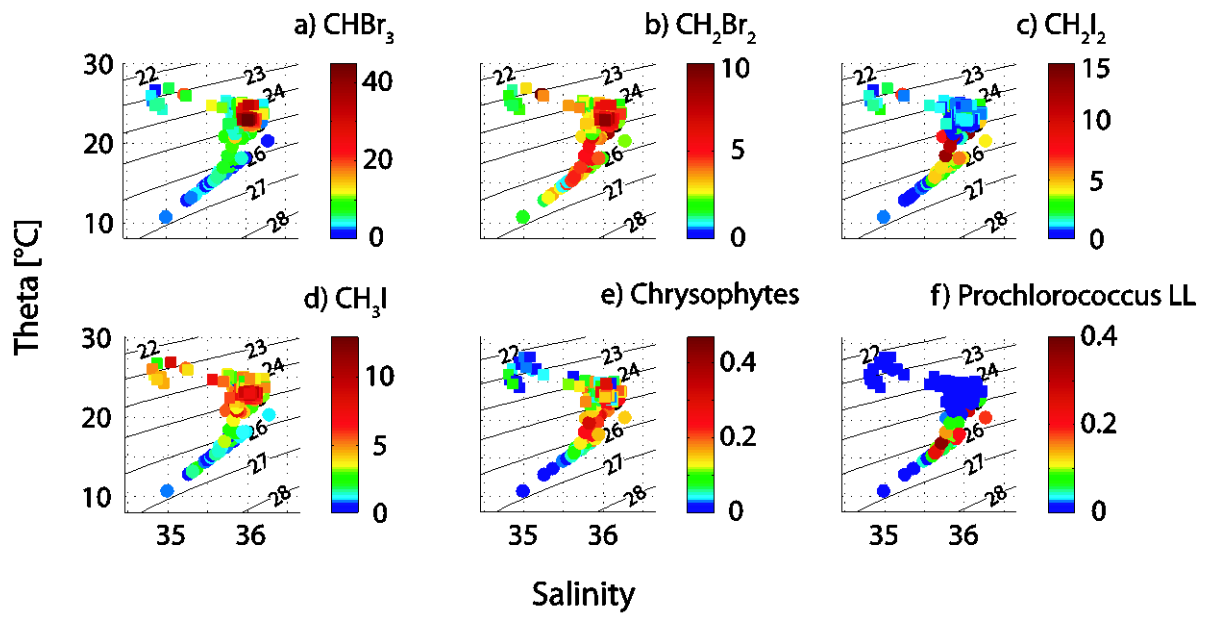 a) CHBr3
b) CH2Br2
c) CH2I2
30 22 23 24 26 27 28 20 10 40 20 0
22 23 24 26 27 28 10 5 0
22 23 24 26 27 28 15 10 5 0
d) CH3I
e) Chrysophytes
f) Prochlorococcus LL
30 22 23 24 26 27 28 20 10 10 5 0
22 23 24 26 27 28 0.4 0.2 0
22 23 24 26 27 28 0.4 0.2 0
35 36
35 36
35 36
Theta [°C]
Salinity